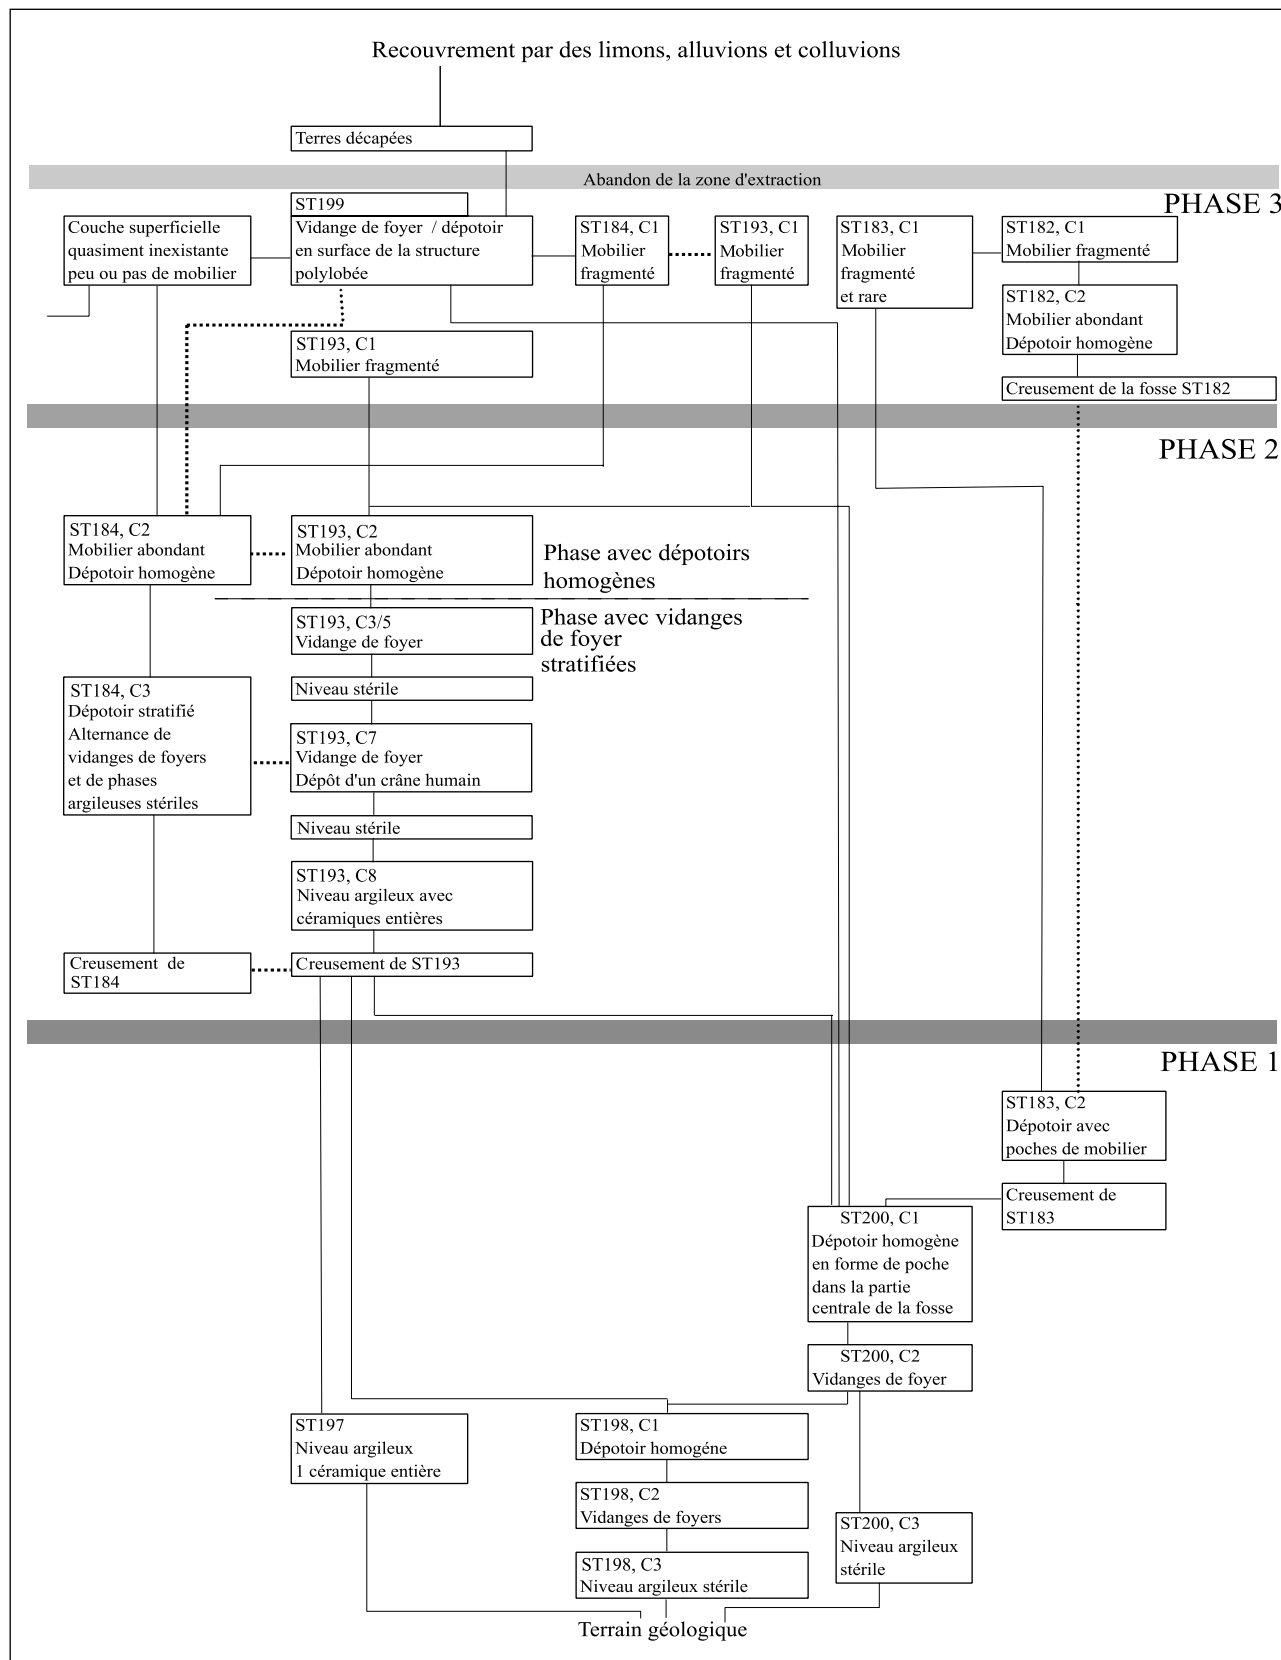 Recouvrement par des limons, alluvions et colluvions
Terres décapées
Abandon de la zone d'extraction
PHASE 3
Couche superficielle
quasiment inexistante
peu ou pas de mobilier
ST199
Vidange de foyer / dépotoir
en surface de la structure
polylobée
ST184, C1
Mobilier
fragmenté
ST193, C1
Mobilier
fragmenté
ST183, C1
Mobilier
fragmenté
et rare
ST182, C1
Mobilier fragmenté
ST182, C2
Mobilier abondant
Dépotoir homogène
ST193, C1
Mobilier fragmenté
Creusement de la fosse ST182
PHASE 2
ST184, C2
Mobilier abondant
Dépotoir homogène
ST193, C2
Mobilier abondant
Dépotoir homogène
Phase avec dépotoirs
homogènes
ST193, C3/5
Vidange de foyer
Phase avec vidanges
de foyer
stratifiées
Niveau stérile
ST184, C3
Dépotoir stratifié
Alternance de
vidanges de foyers
et de phases
argileuses stériles
ST193, C7
Vidange de foyer
Dépôt d'un crâne humain
Niveau stérile
ST193, C8
Niveau argileux avec
céramiques entières
Creusement de
ST184
Creusement de ST193
PHASE 1
ST183, C2
Dépotoir avec
poches de mobilier
Creusement de
ST183
ST200, C1
Dépotoir homogène
en forme de poche
dans la partie
centrale de la fosse
ST200, C2
Vidanges de foyer
ST197
Niveau argileux
1 céramique entière
ST198, C1
Dépotoir homogéne
ST198, C2
Vidanges de foyers
ST200, C3
Niveau argileux
stérile
ST198, C3
Niveau argileux stérile
Terrain géologique